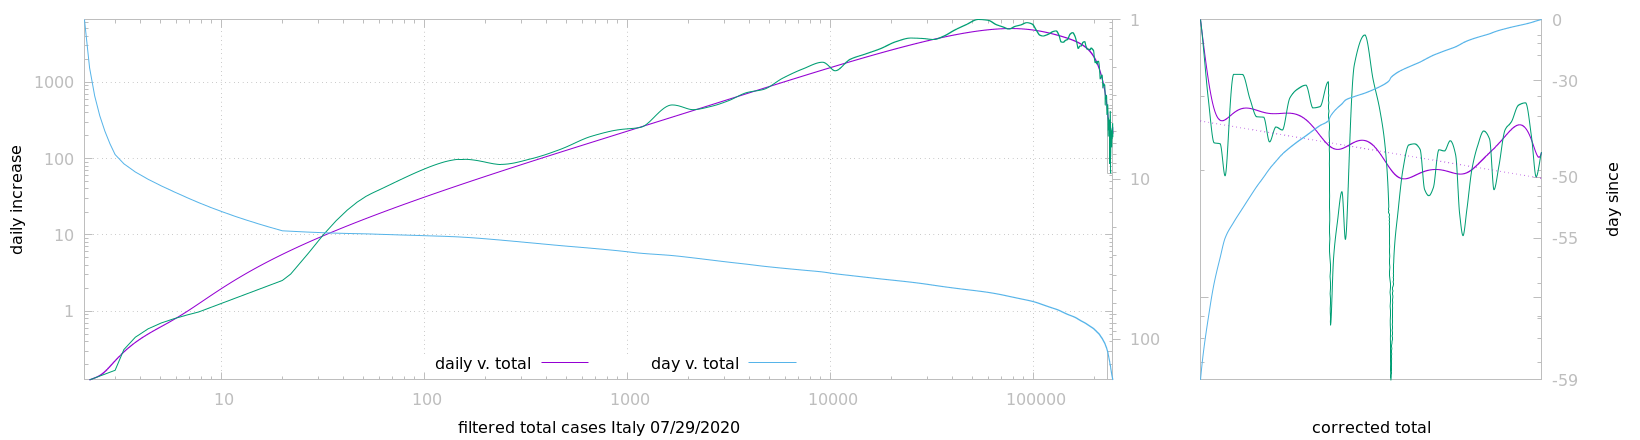 daily increase
1000
100
10
1
10
100
1000
10000
100000
1
10
100
daily v. total
day v. total
filtered total cases Italy 07/29/2020
0
-30
-50
-55
-59
day since
corrected total